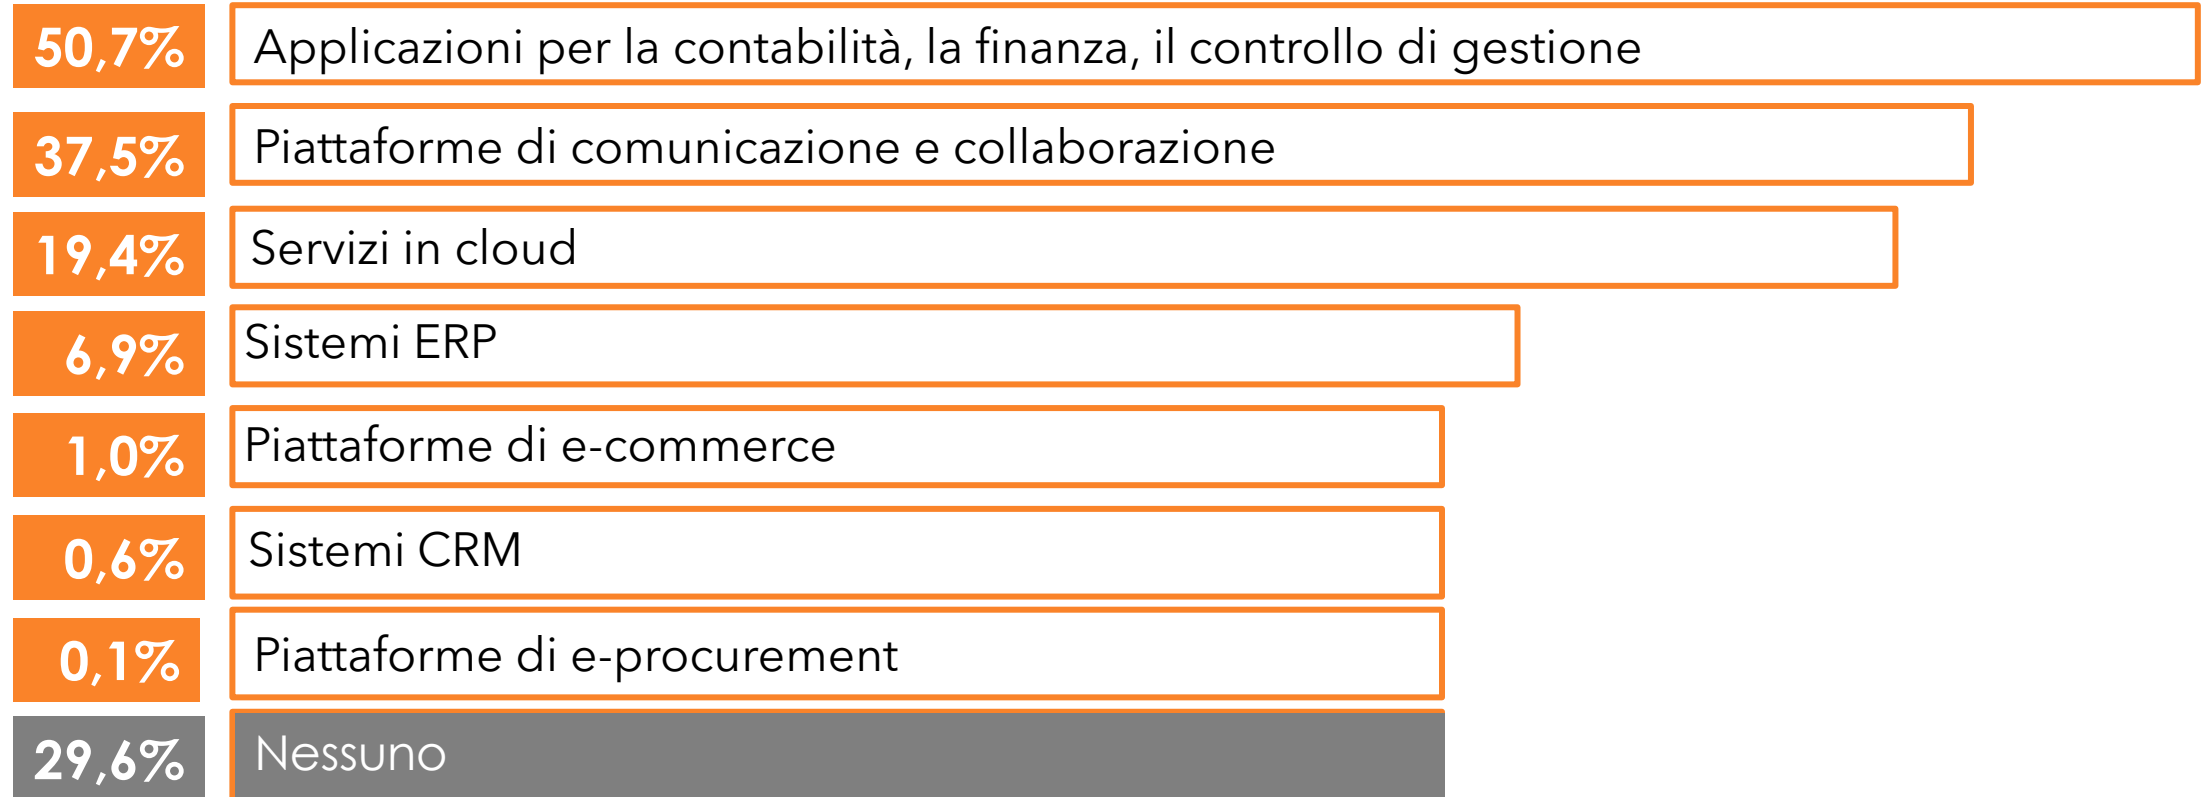 50,7% Applicazioni per la contabilità, la finanza, il controllo di gestione
37,5% Piattaforme di comunicazione e collaborazione
19,4% Servizi in cloud
6,9% Sistemi ERP
1,0% Piattaforme di e-commerce
0,6% Sistemi CRM
0,1% Piattaforme di e-procurement
29,6% Nessuno